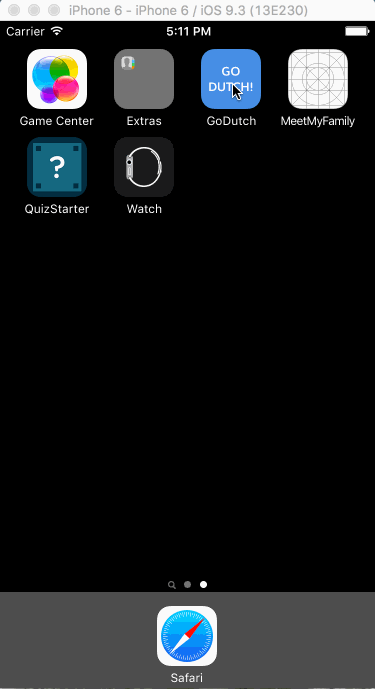 iPhone 6 - iPhone 6 / iOS 9.3 (13E230)
Carrier 5:11 PM
GO
DUTCH!
Game Center Extras GoDutch MeetMyFamily
?
QuizStarter Watch
Safari